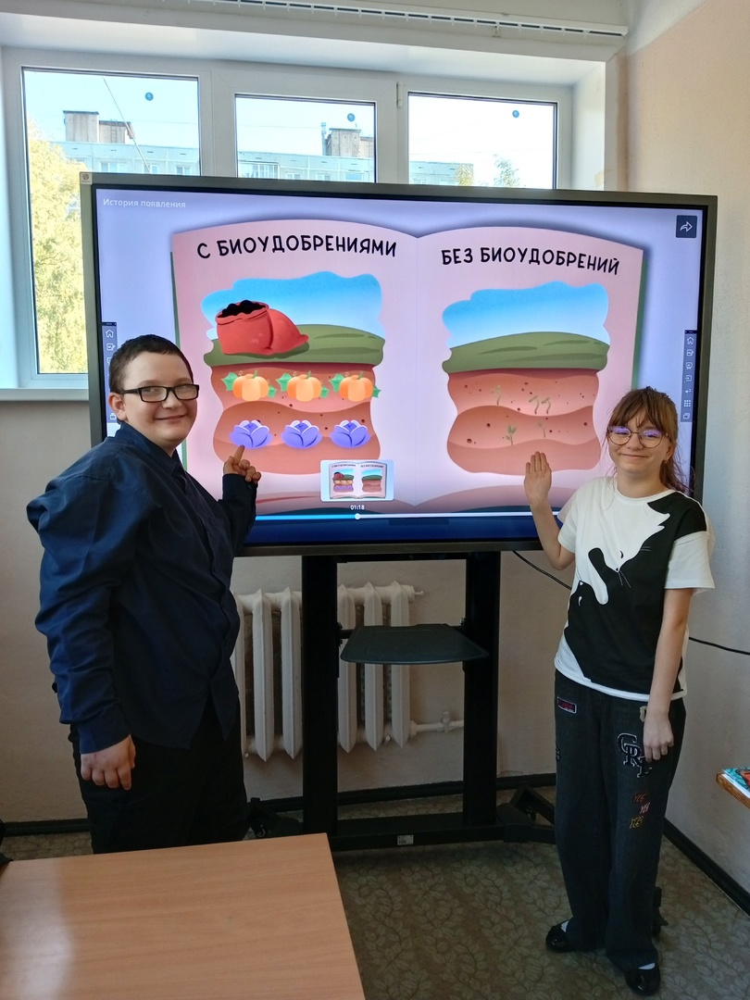 История появления
С БИОУДОБРЕНИЯМИ
БЕЗ БИОУДОБРЕНИЙ
01:18